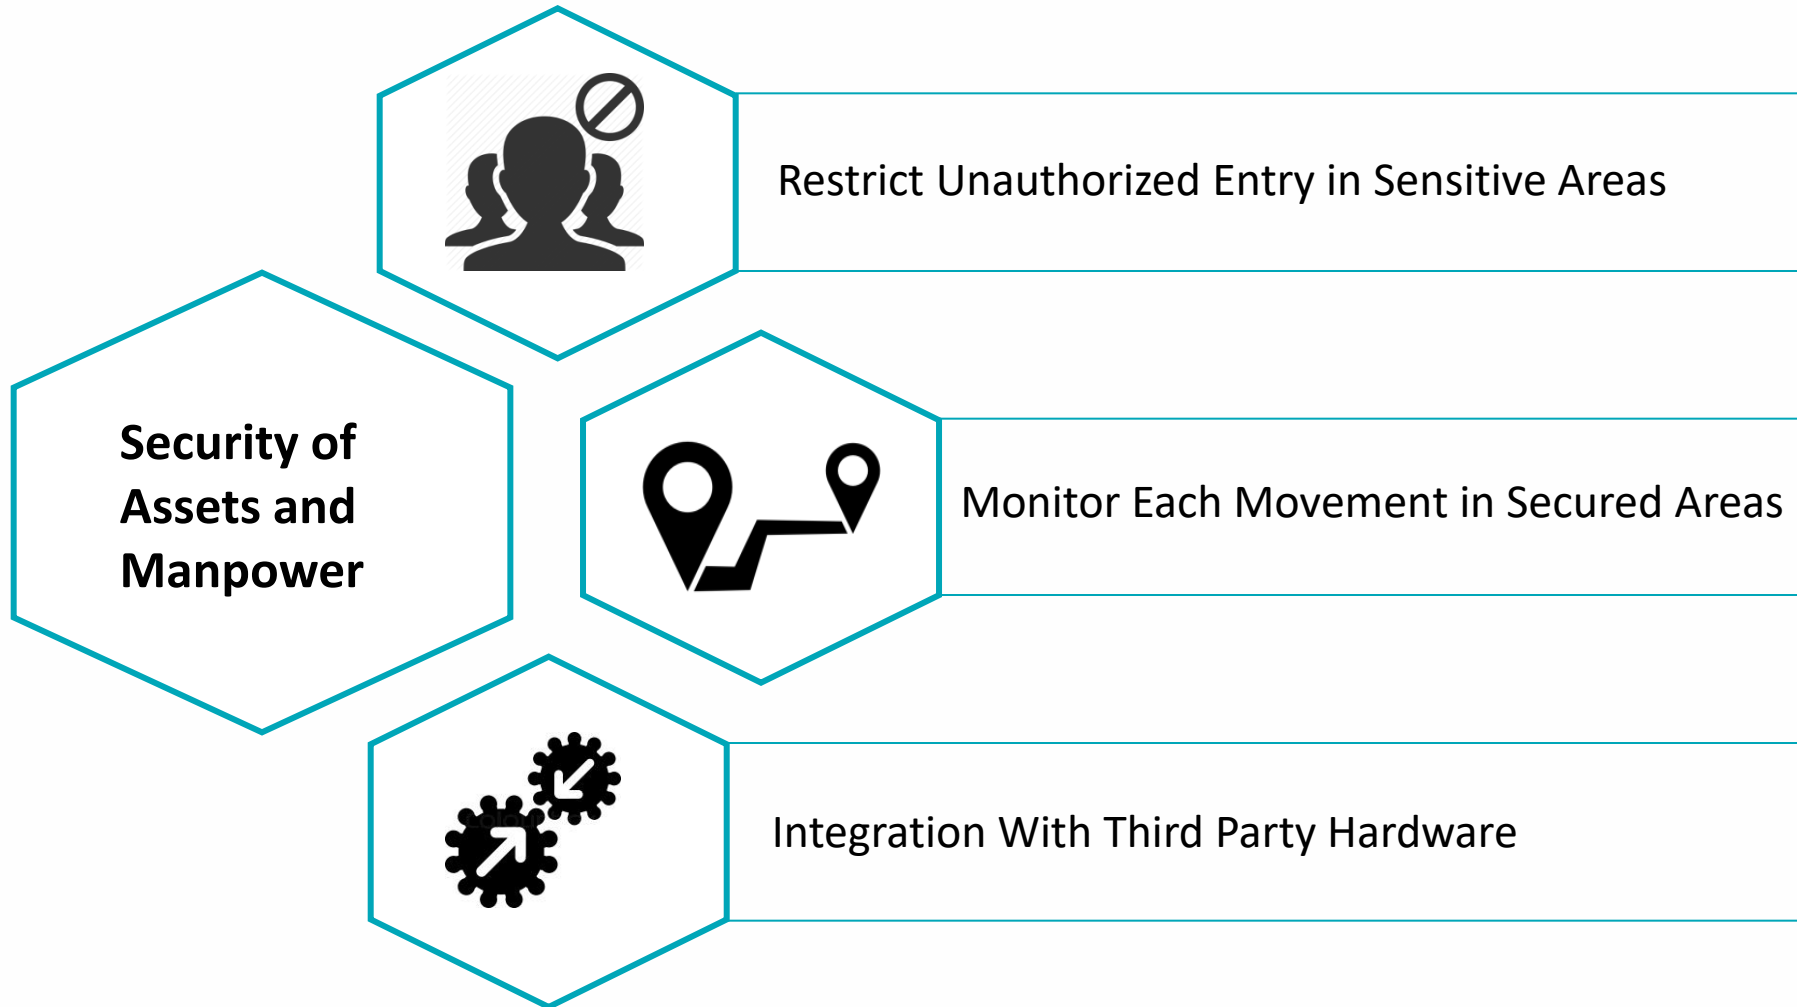 Restrict Unauthorized Entry in Sensitive Areas
Security of
Assets and
Manpower
Monitor Each Movement in Secured Areas
Integration With Third Party Hardware